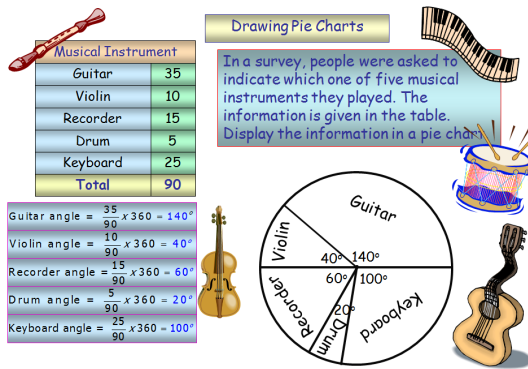 Drawing Pie Charts
Musical Instrument
Guitar 35
Violin 10
Recorder 15
Drum 5
Keyboard 25
Total 90
In a survey, people were asked to
indicate which one of five musical
instruments they played. The
information is given in the table.
Display the information in a pie chart.
Guitar angle = 35/90 x 360 = 140°
Violin angle = 10/90 x 360 = 40°
Recorder angle = 15/90 x 360 = 60°
Drum angle = 5/90 x 360 = 20°
Keyboard angle = 25/90 x 360 = 100°
Guitar
Violin
40° 140°
60° 100°
20°
Recorder
Drum
Keyboard